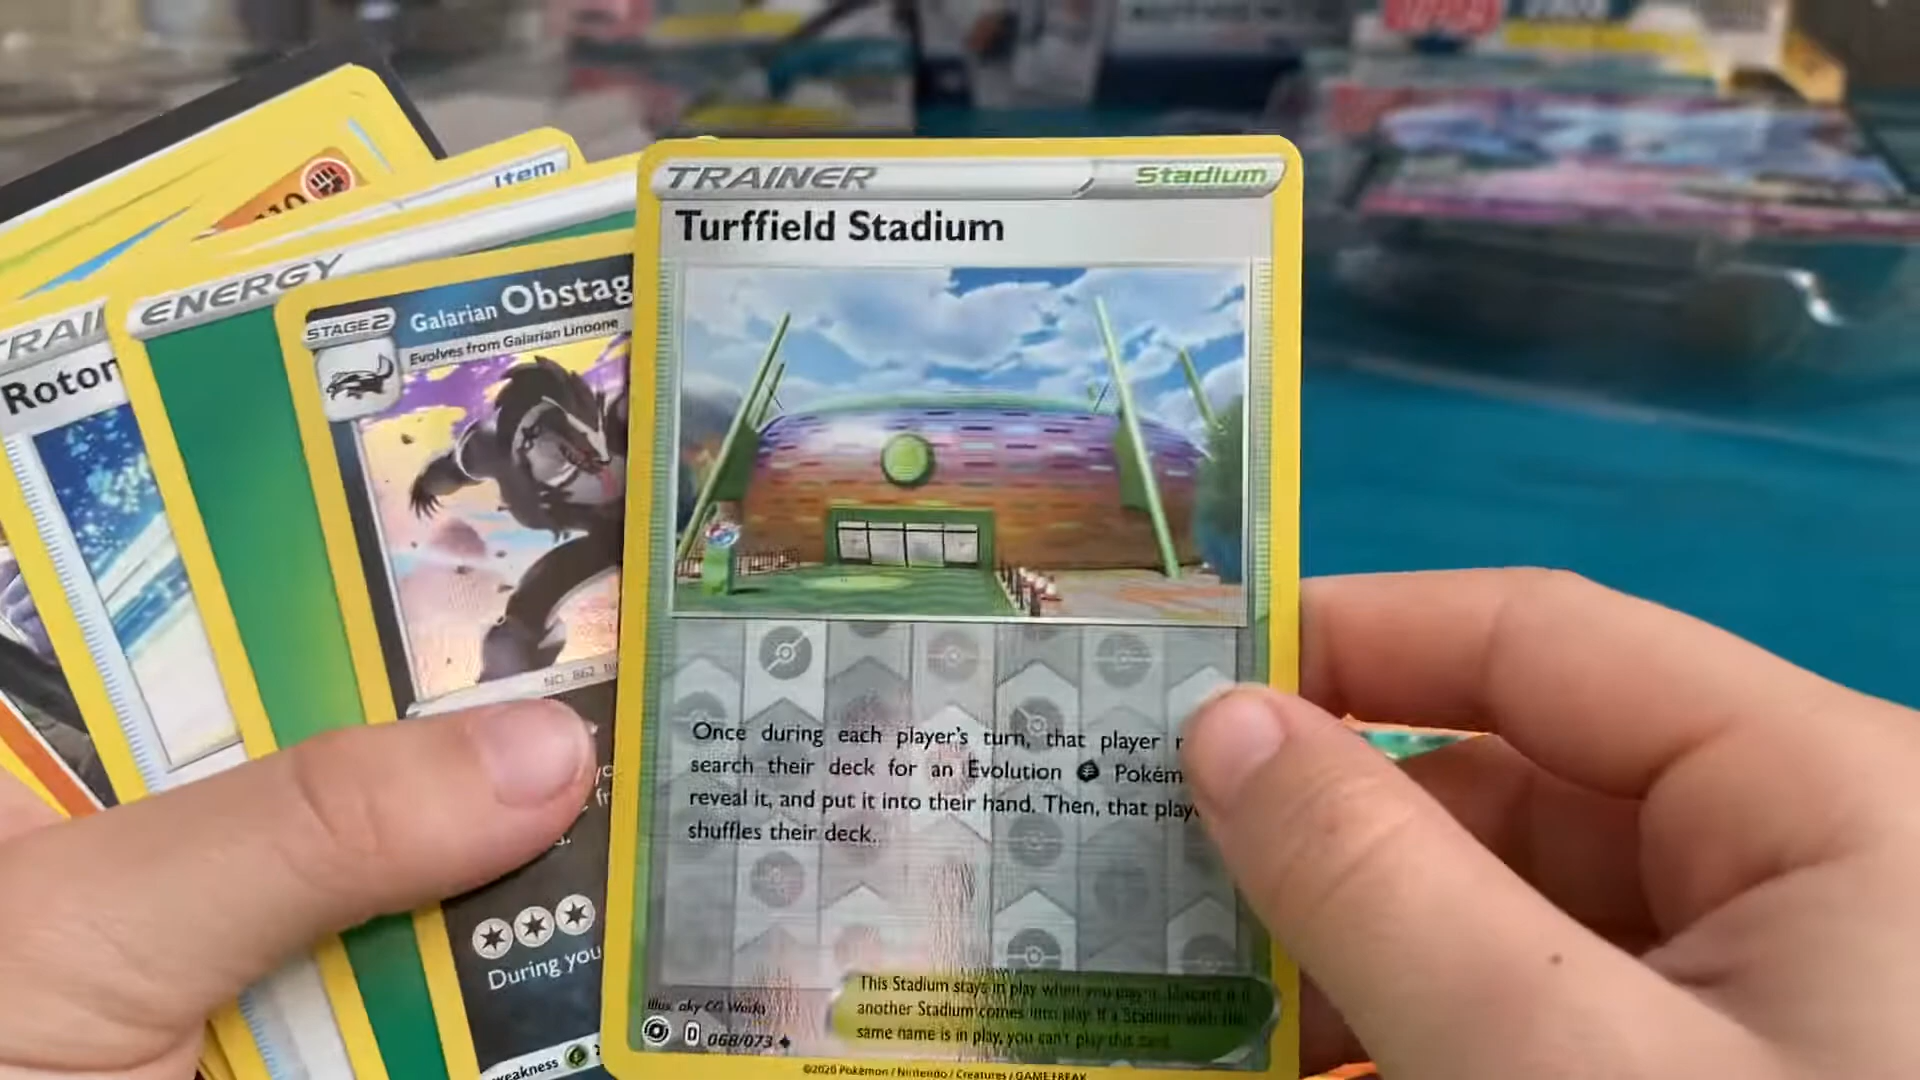 TRAINER
Stadium
Turffield Stadium
Once during each player's turn, that player
search their deck for an Evolution Pokém
reveal it, and put it into their hand. Then, that play
shuffles their deck.
This Stadium stays in play when you play it. Discard it if
another Stadium comes into play. If a Stadium with the
same name is in play, you can't play this card.
Illus. aky CG Works
D 068/073
©2020 Pokémon / Nintendo / Creatures / GAME FREAK
STAGE 2
Galarian Obstag
Evolves from Galarian Linoone
NO. 862
During you
weakness
ENERGY
TRAI
Rotom
Item
110